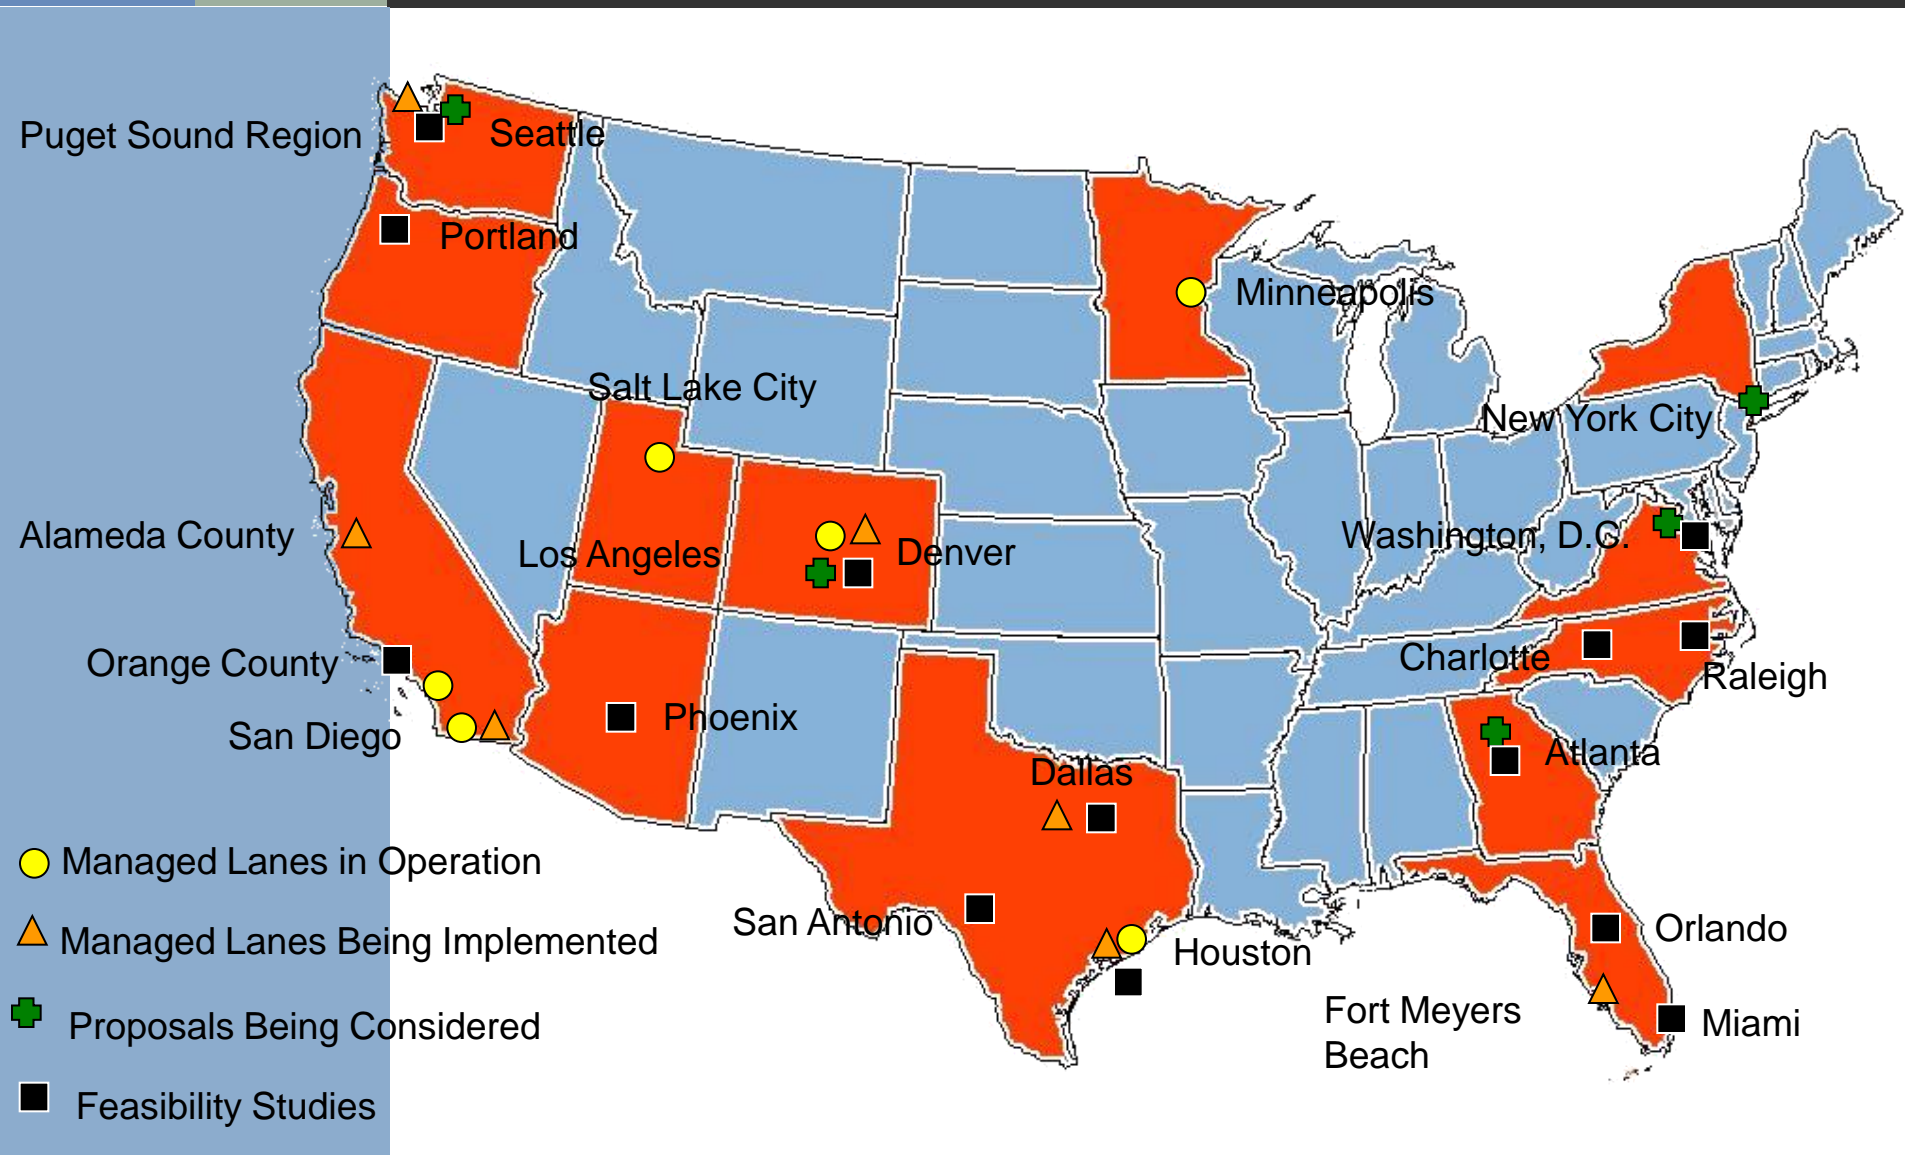 Puget Sound Region
Seattle
Portland
Minneapolis
Salt Lake City
New York City
Alameda County
Los Angeles
Denver
Washington, D.C.
Orange County
Charlotte
Raleigh
San Diego
Phoenix
Atlanta
Dallas
Managed Lanes in Operation
San Antonio
Managed Lanes Being Implemented
Houston
Orlando
Fort Meyers
Beach
Miami
Proposals Being Considered
Feasibility Studies